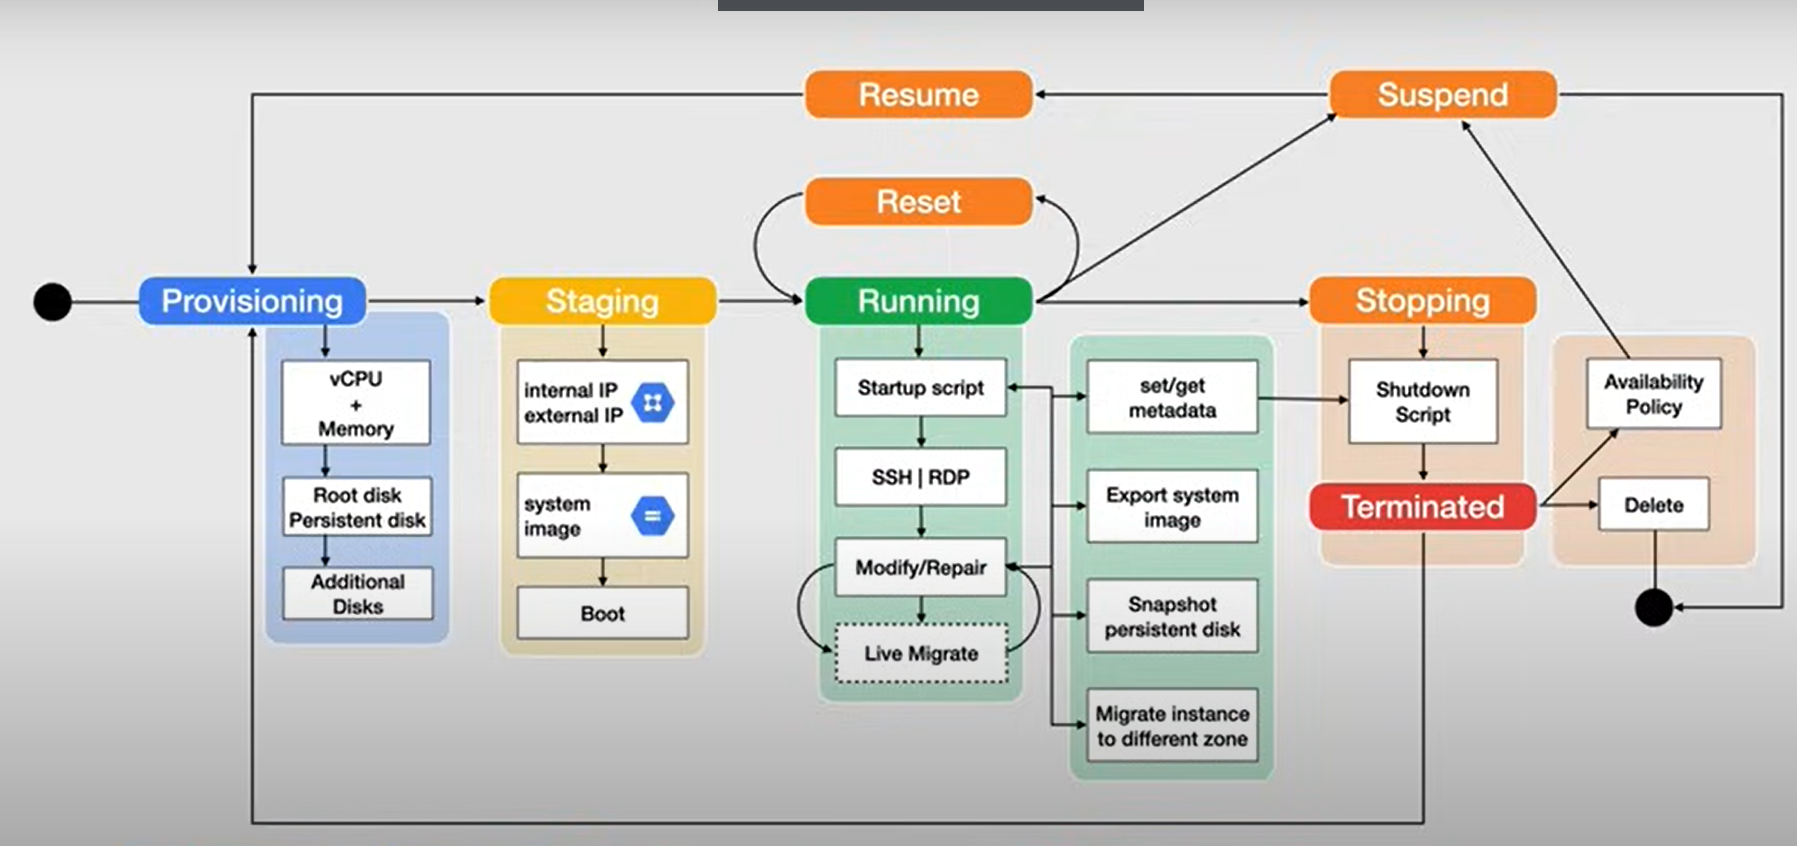 Resume
Suspend
Reset
Provisioning
Staging
Running
Stopping
vCPU
+
Memory
Root disk
Persistent disk
Additional
Disks
internal IP
external IP
system
image
Boot
Startup script
SSH | RDP
Modify/Repair
Live Migrate
set/get
metadata
Export system
image
Snapshot
persistent disk
Migrate instance
to different zone
Shutdown
Script
Terminated
Availability
Policy
Delete